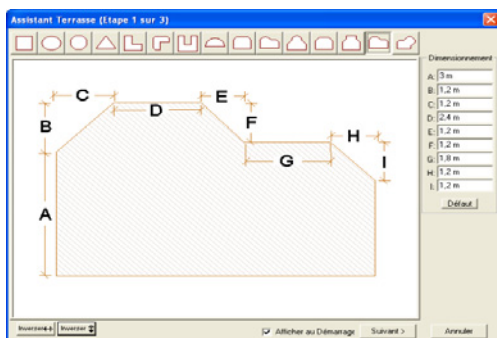 Assistant Terrasse (Etape 1 sur 3)
Dimensionnement
A: 3 m
B: 1,2 m
C: 1,2 m
D: 2,4 m
E: 1,2 m
F: 1,2 m
G: 1,8 m
H: 1,2 m
I: 1,2 m
Défaut
C
E
B
D
F
H
G
I
A
Inverser
Inverser
Afficher au Démarrage
Suivant >
Annuler